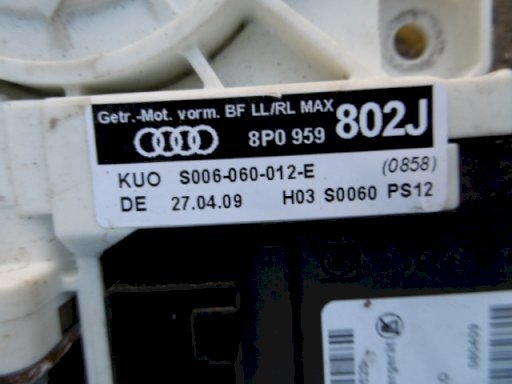 Getr.-Mot. vorm. BF LL/RL MAX
8P0 959 802J
KUO S006-060-012-E (0858)
DE 27.04.09 H03 S0060 PS12